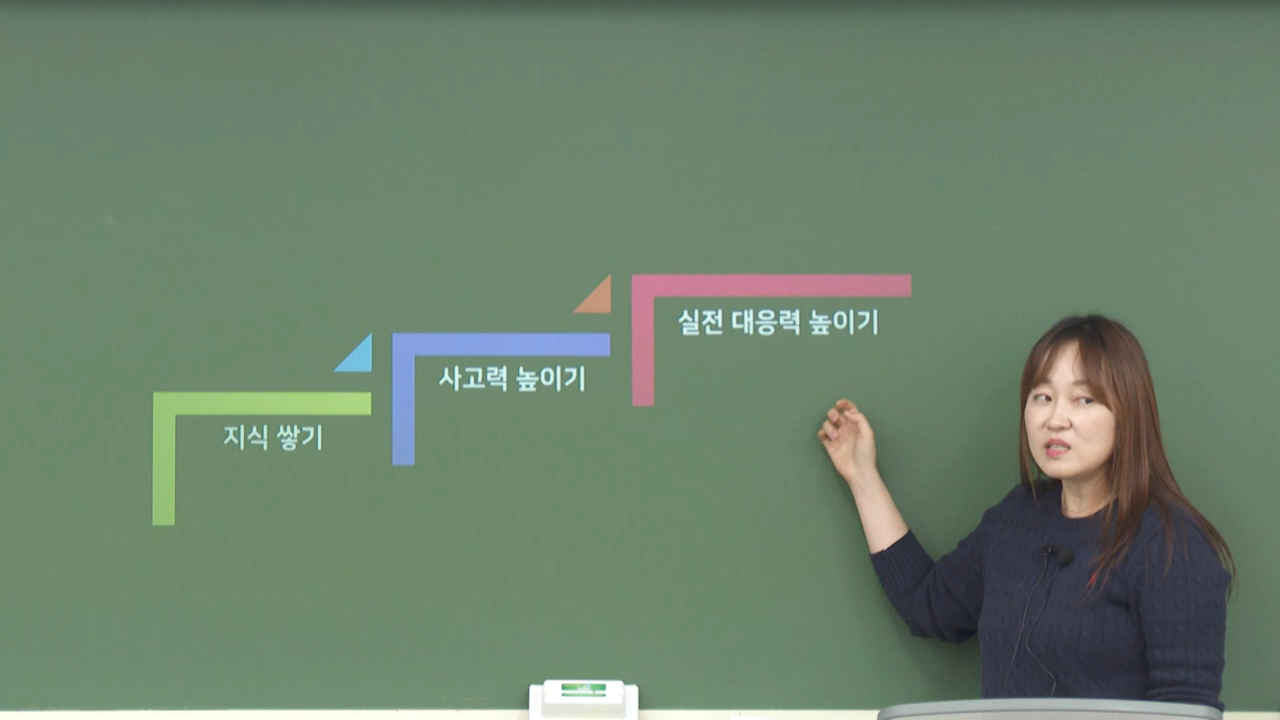 지식 쌓기
사고력 높이기
실전 대응력 높이기